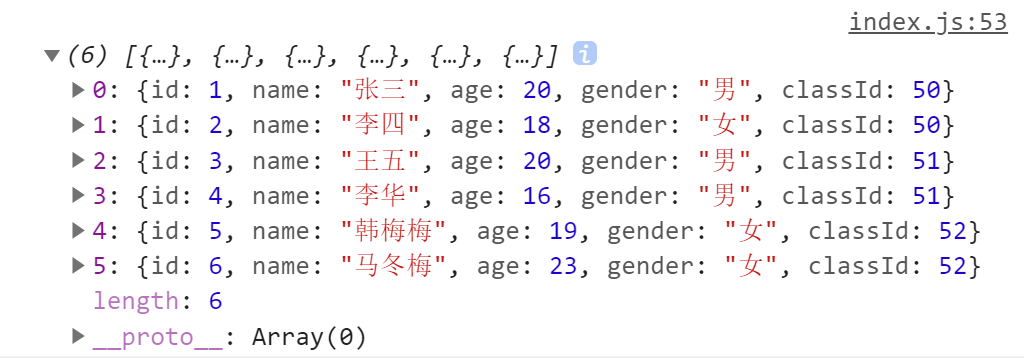 index.js:53
▼(6) [{…}, {…}, {…}, {…}, {…}, {…}] i
▶0: {id: 1, name: "张三", age: 20, gender: "男", classId: 50}
▶1: {id: 2, name: "李四", age: 18, gender: "女", classId: 50}
▶2: {id: 3, name: "王五", age: 20, gender: "男", classId: 51}
▶3: {id: 4, name: "李华", age: 16, gender: "男", classId: 51}
▶4: {id: 5, name: "韩梅梅", age: 19, gender: "女", classId: 52}
▶5: {id: 6, name: "马冬梅", age: 23, gender: "女", classId: 52}
length: 6
▶__proto__: Array(0)